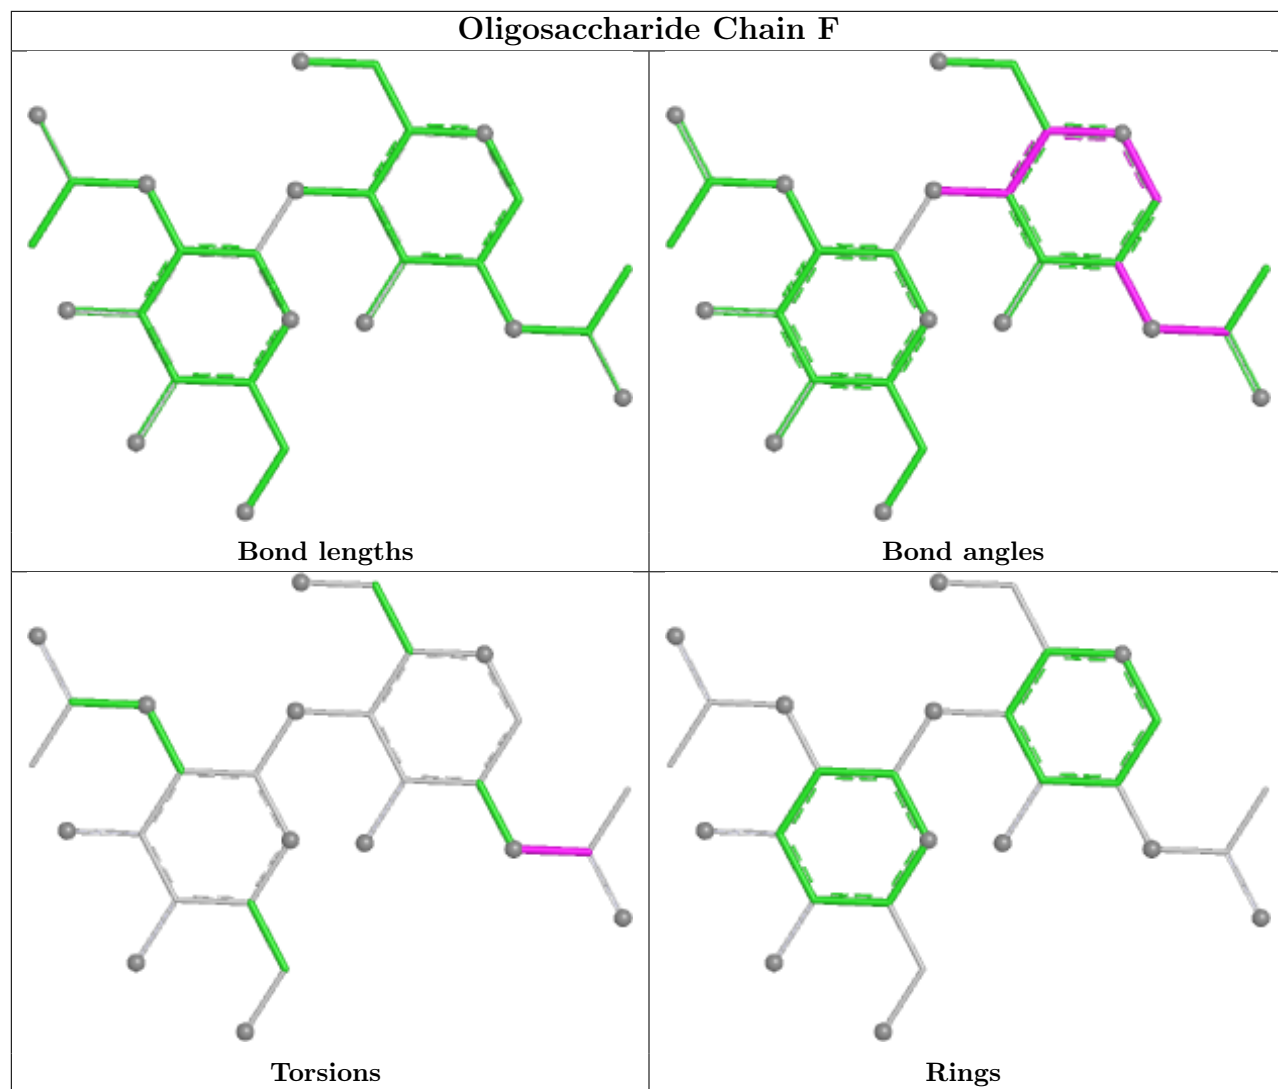 Oligosaccharide Chain F
Bond lengths
Bond angles
Torsions
Rings